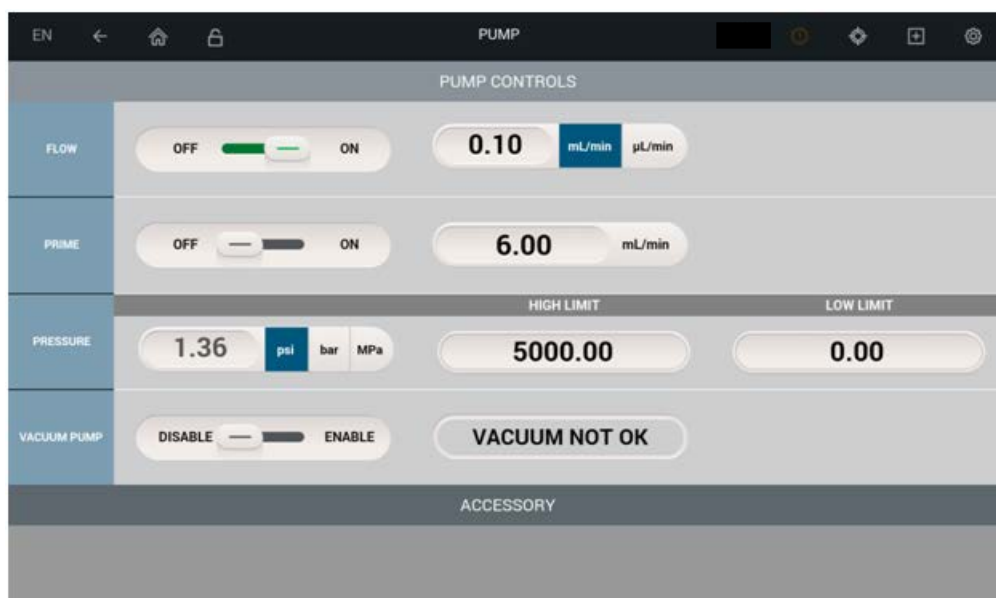 EN PUMP
PUMP CONTROLS
FLOW OFF ON 0.10 mL/min µL/min
PRIME OFF ON 6.00 mL/min
HIGH LIMIT LOW LIMIT
PRESSURE 1.36 psi bar MPa 5000.00 0.00
VACUUM PUMP DISABLE ENABLE VACUUM NOT OK
ACCESSORY